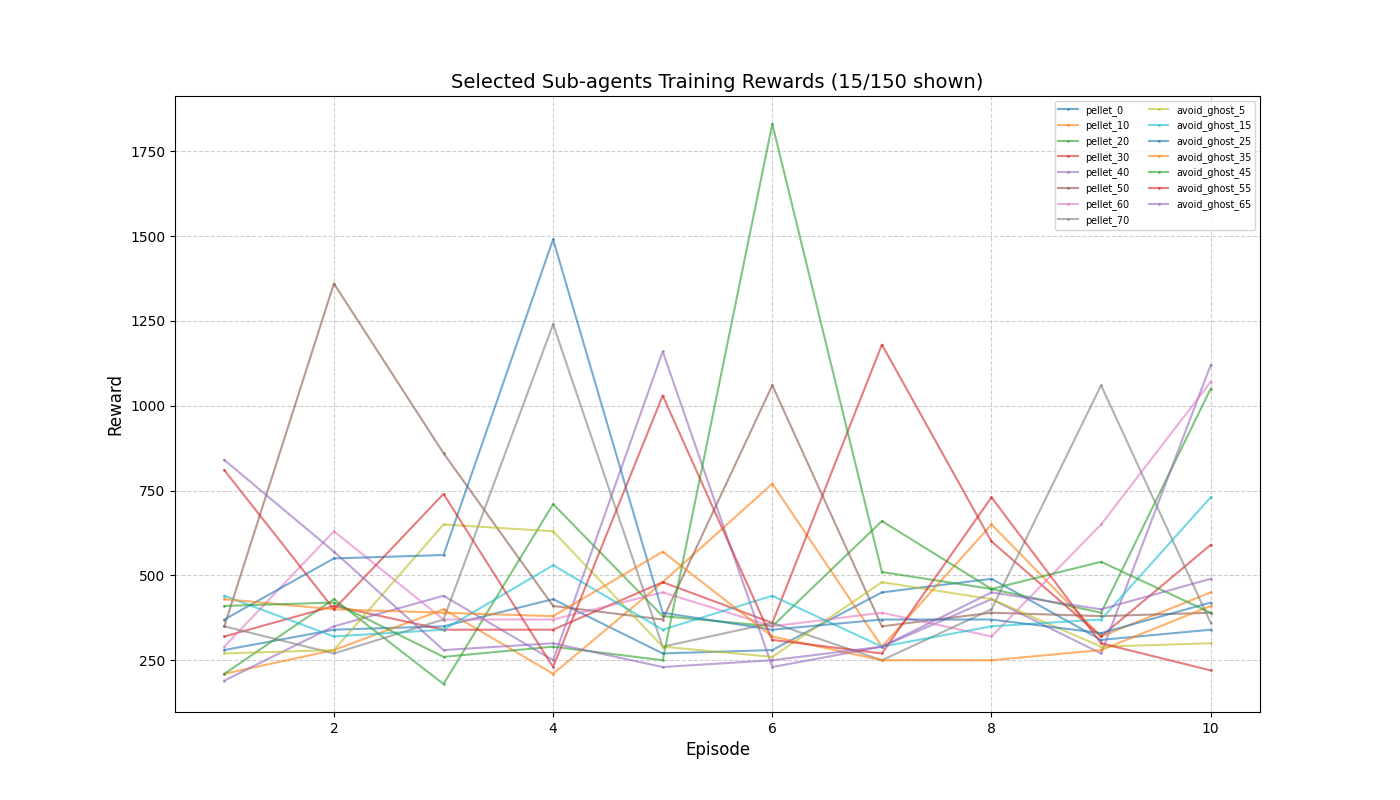 Selected Sub-agents Training Rewards (15/150 shown)
pellet_0
pellet_10
pellet_20
pellet_30
pellet_40
pellet_50
pellet_60
pellet_70
avoid_ghost_5
avoid_ghost_15
avoid_ghost_25
avoid_ghost_35
avoid_ghost_45
avoid_ghost_55
avoid_ghost_65
Reward
1750
1500
1250
1000
750
500
250
2 4 6 8 10
Episode